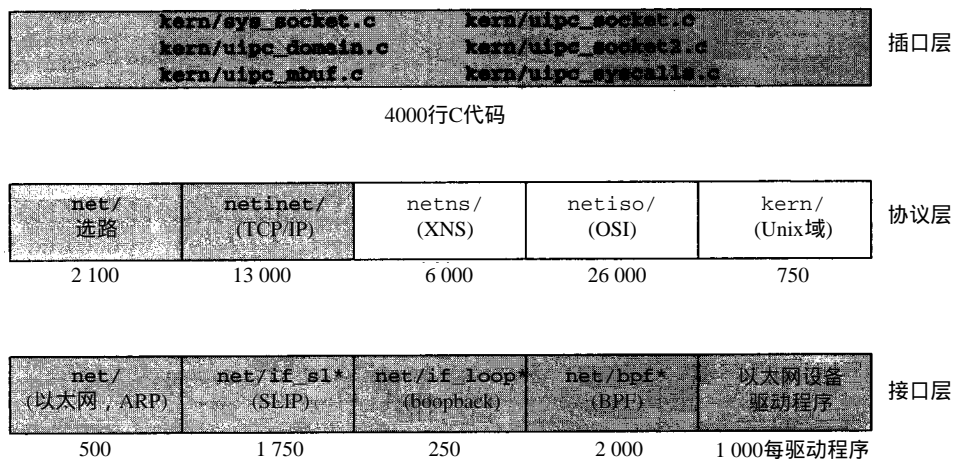 kern/sys_socket.c kern/uipc_socket.c
kern/uipc_domain.c kern/uipc_socket2.c
kern/uipc_mbuf.c kern/uipc_syscalls.c
插口层
4000行C代码
net/ netinet/ netns/ netiso/ kern/
选路 (TCP/IP) (XNS) (OSI) (Unix域)
协议层
2 100 13 000 6 000 26 000 750
net/ net/if_sl* net/if_loop* net/bpf* 以太网设备
(以太网，ARP) (SLIP) (boopback) (BPF) 驱动程序
接口层
500 1 750 250 2 000 1 000每驱动程序